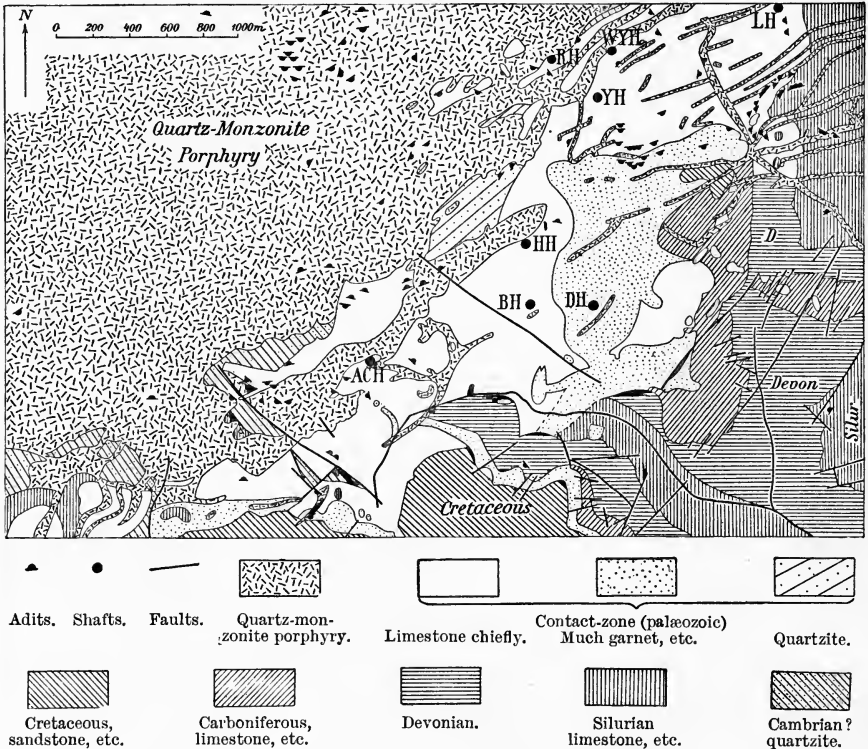 N
0 200 400 600 800 1000m
LH
WYH
RH
YH
Quartz-Monzonite
Porphyry
C
D
HH
BH
DH
ACH
Devon
Silur
Cretaceous
Adits. Shafts. Faults. Quartz-mon-
zonite porphyry.
Limestone chiefly.
Contact-zone (palæozoic)
Much garnet, etc.
Quartzite.
Cretaceous,
sandstone, etc.
Carboniferous,
limestone, etc.
Devonian.
Silurian
limestone, etc.
Cambrian?
quartzite.